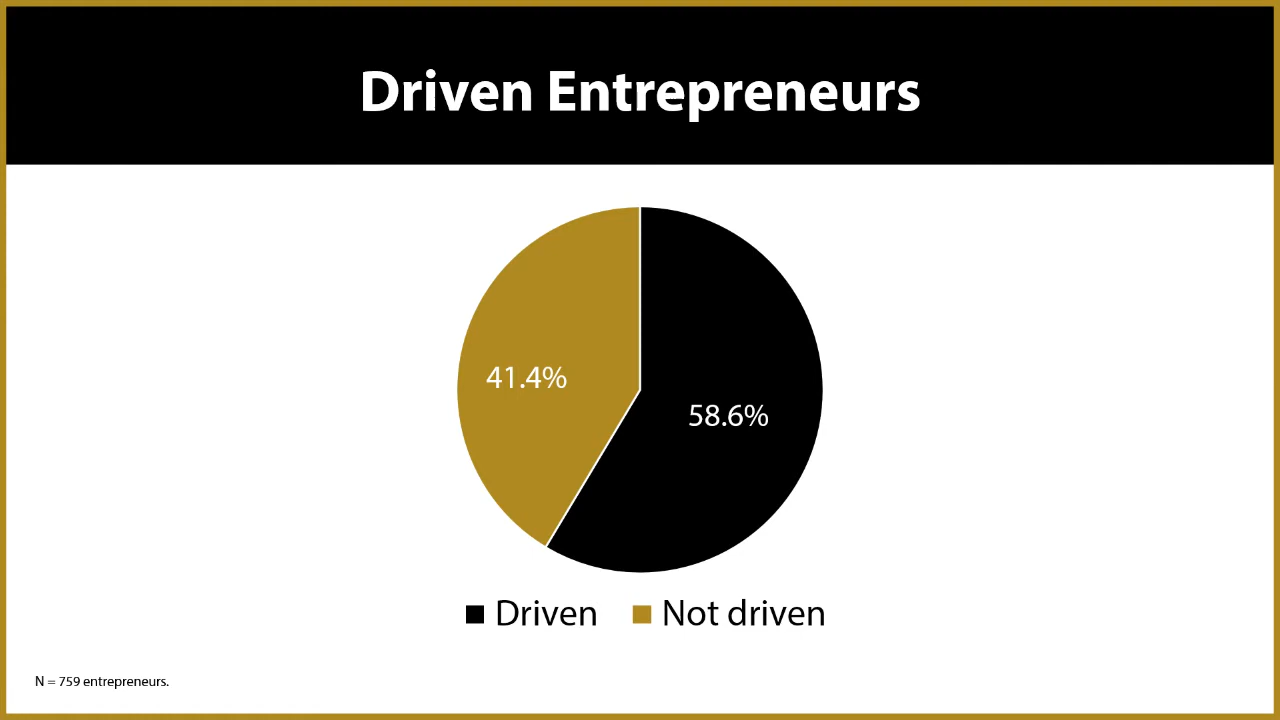 Driven Entrepreneurs
41.4%
58.6%
Driven Not driven
N = 759 entrepreneurs.